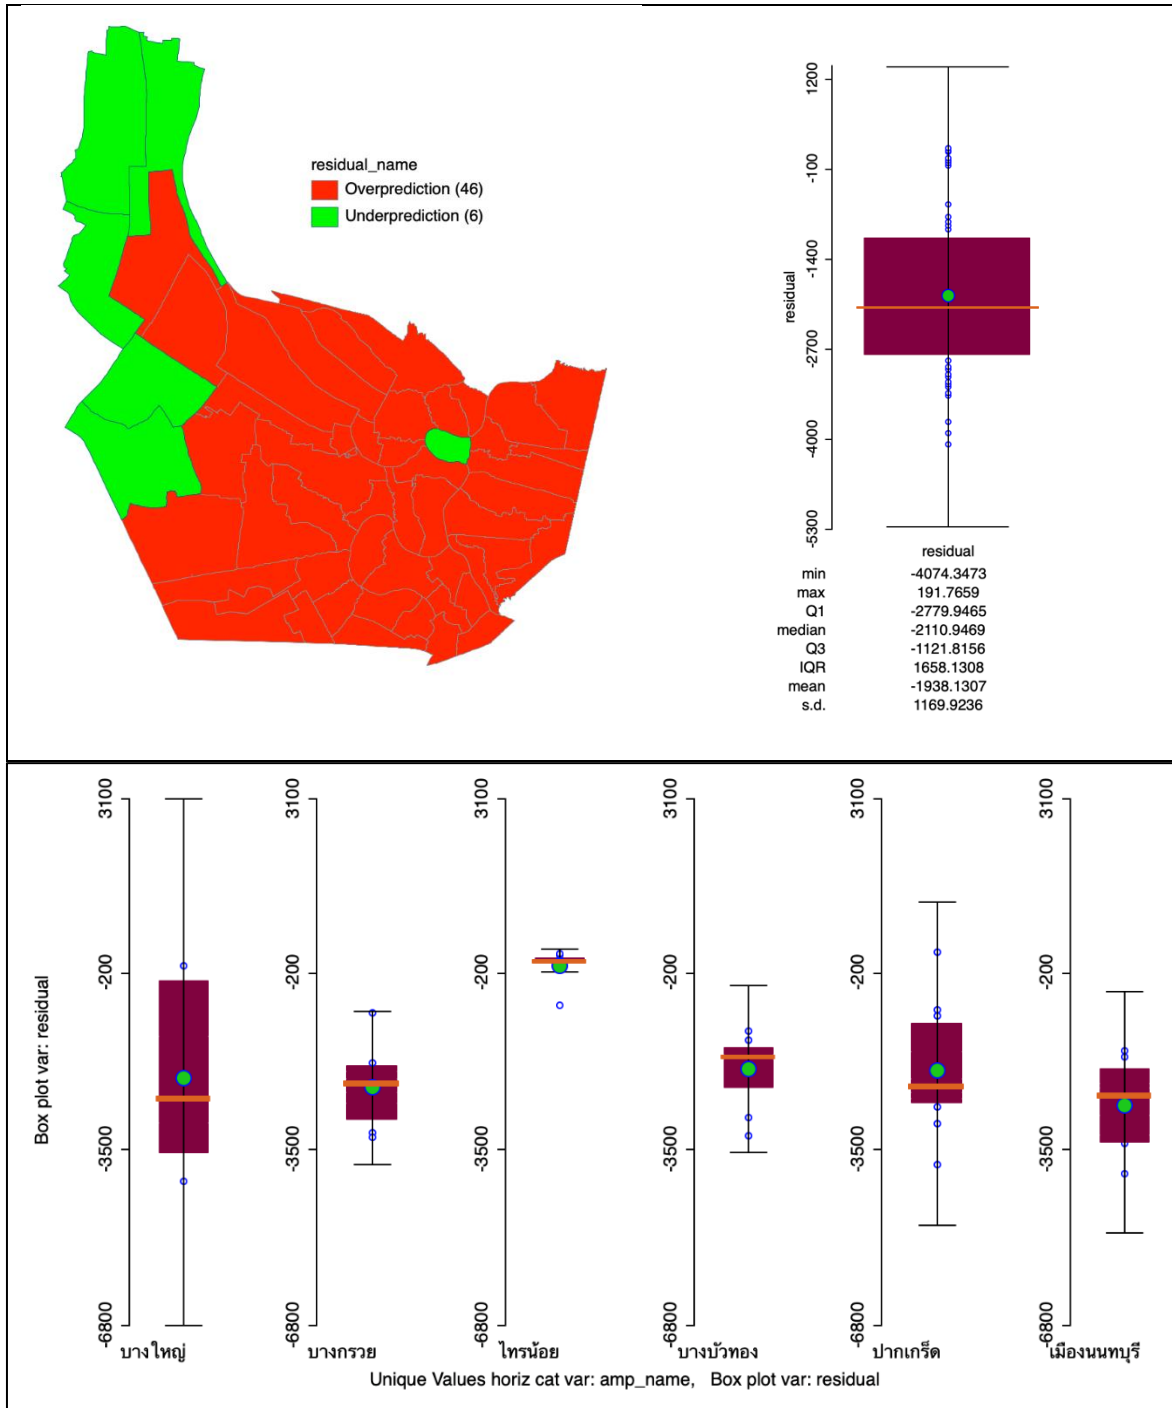 residual_name
Overprediction (46)
Underprediction (6)
1200
-100
-1400
-2700
-4000
-5300
residual
residual
min -4074.3473
max 191.7659
Q1 -2779.9465
median -2110.9469
Q3 -1121.8156
IQR 1658.1308
mean -1938.1307
s.d. 1169.9236
Box plot var: residual
3100 3100 3100 3100 3100 3100
-200 -200 -200 -200 -200 -200
-3500 -3500 -3500 -3500 -3500 -3500
-6800 -6800 -6800 -6800 -6800 -6800
บางใหญ่ บางกรวย ไทรน้อย บางบัวทอง ปากเกร็ด เมืองนนทบุรี
Unique Values horiz cat var: amp_name, Box plot var: residual